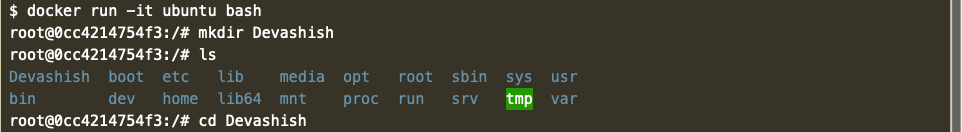 $ docker run -it ubuntu bash
root@0cc4214754f3:/# mkdir Devashish
root@0cc4214754f3:/# ls
Devashish  boot  etc   lib    media  opt   root  sbin  sys  usr
bin        dev   home  lib64  mnt    proc  run   srv   tmp  var
root@0cc4214754f3:/# cd Devashish